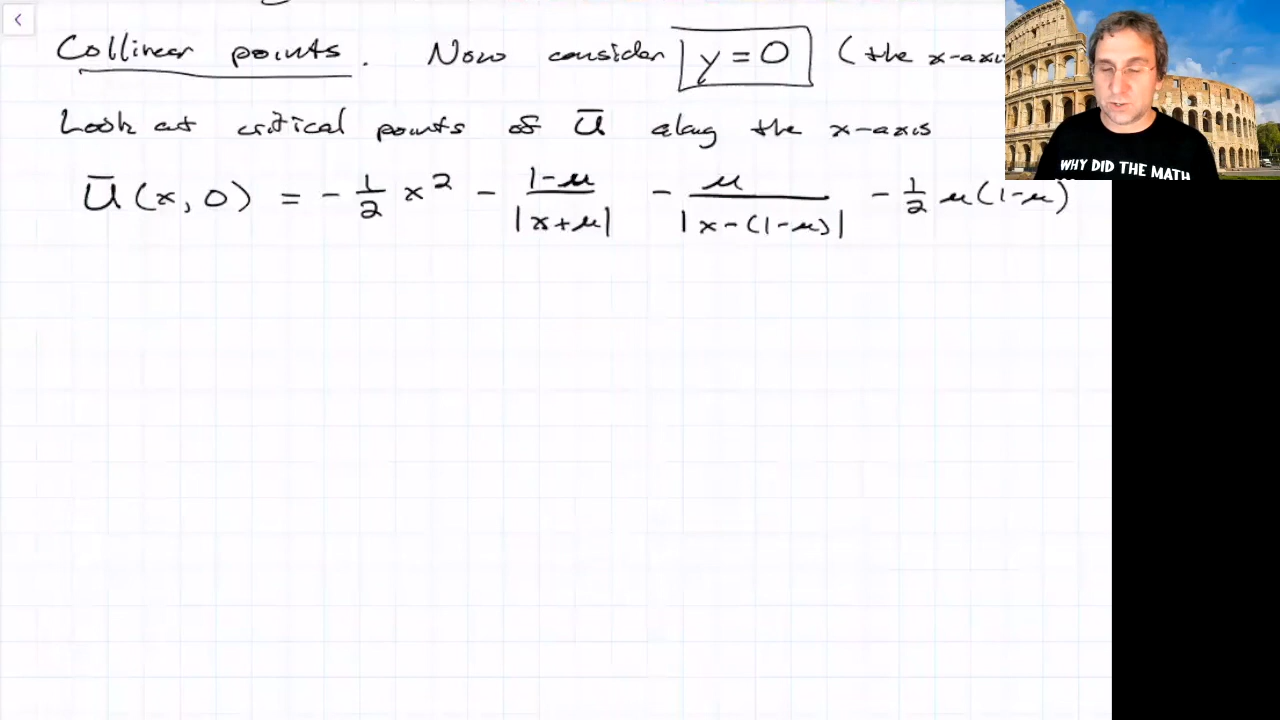 Collinear points. Now consider y = 0 (the x-axis
Look at critical points of Ū along the x-axis
Ū(x, 0) = - 1/2 x² - (1-μ)/|x+μ| - μ/|x-(1-μ)| - 1/2 μ(1-μ)
WHY DID THE MATH